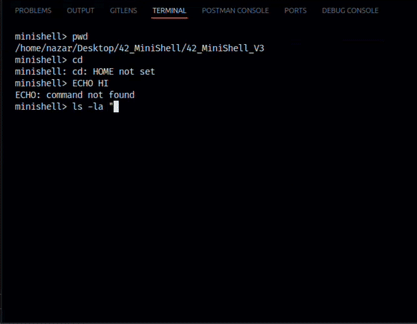 PROBLEMS OUTPUT GITLENS TERMINAL POSTMAN CONSOLE PORTS DEBUG CONSOLE
minishell> pwd
/home/nazar/Desktop/42_MiniShell/42_MiniShell_V3
minishell> cd
minishell: cd: HOME not set
minishell> ECHO HI
ECHO: command not found
minishell> ls -la "